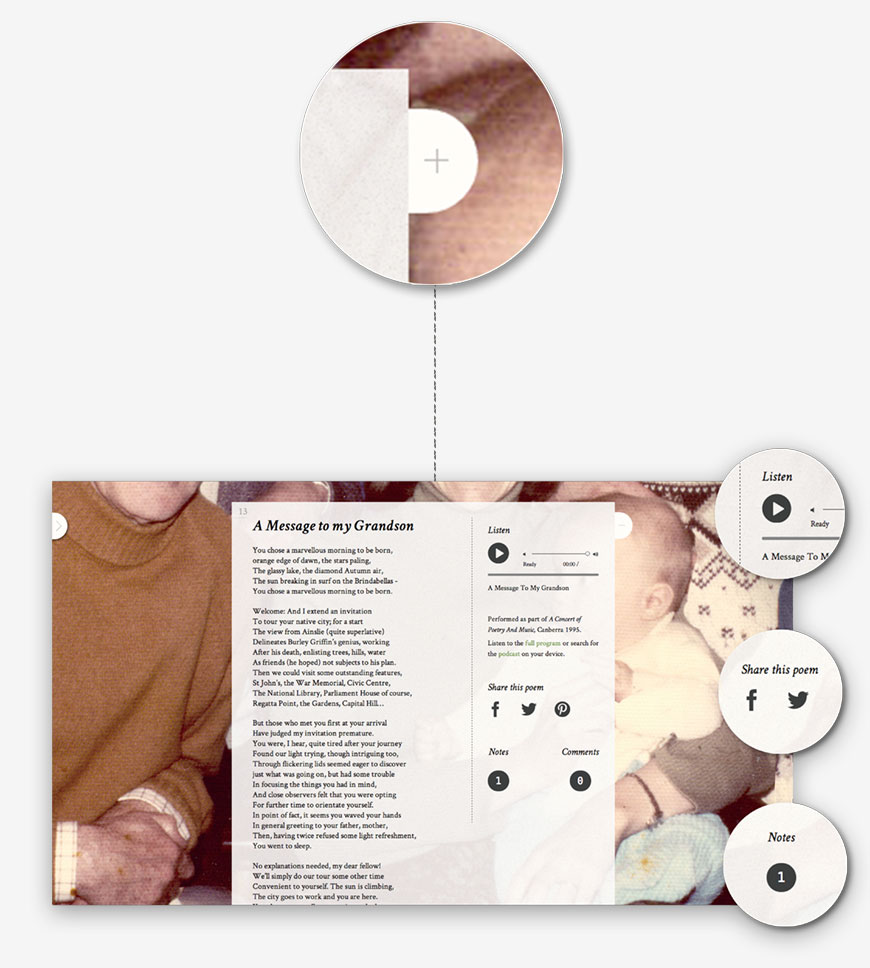 13
A Message to my Grandson
You chose a marvellous morning to be born,
orange edge of dawn, the stars paling,
The glassy lake, the diamond Autumn air,
The sun breaking in surf on the Brindabellas -
You chose a marvellous morning to be born.
Welcome: And I extend an invitation
To tour your native city; for a start
The view from Ainslie (quite superlative)
Delineates Burley Griffin's genius, working
After his death, enlisting trees, hills, water
As friends (he hoped) not subjects to his plan.
Then we could visit some outstanding features,
St John's, the War Memorial, Civic Centre,
The National Library, Parliament House of course,
Regatta Point, the Gardens, Capital Hill...
But those who met you first at your arrival
Have judged my invitation premature.
You were, I hear, quite tired after your journey
Found our light trying, though intriguing too,
Through flickering lids seemed eager to discover
just what was going on, but had some trouble
In focusing the things you had in mind,
And close observers felt that you were opting
For further time to orientate yourself.
In point of fact, it seems you waved your hands
In general greeting to your father, mother,
Then, having twice refused some light refreshment,
You went to sleep.
No explanations needed, my dear fellow!
We'll simply do our tour some other time
Convenient to yourself. The sun is climbing,
The city goes to work and you are here.
Listen
Ready 00:00 /
A Message To My Grandson
Performed as part of A Concert of
Poetry And Music, Canberra 1995.
Listen to the full program or search for
the podcast on your device.
Share this poem
Notes Comments
1 0
Listen
Ready
A Message To M
Share this poem
Notes
1